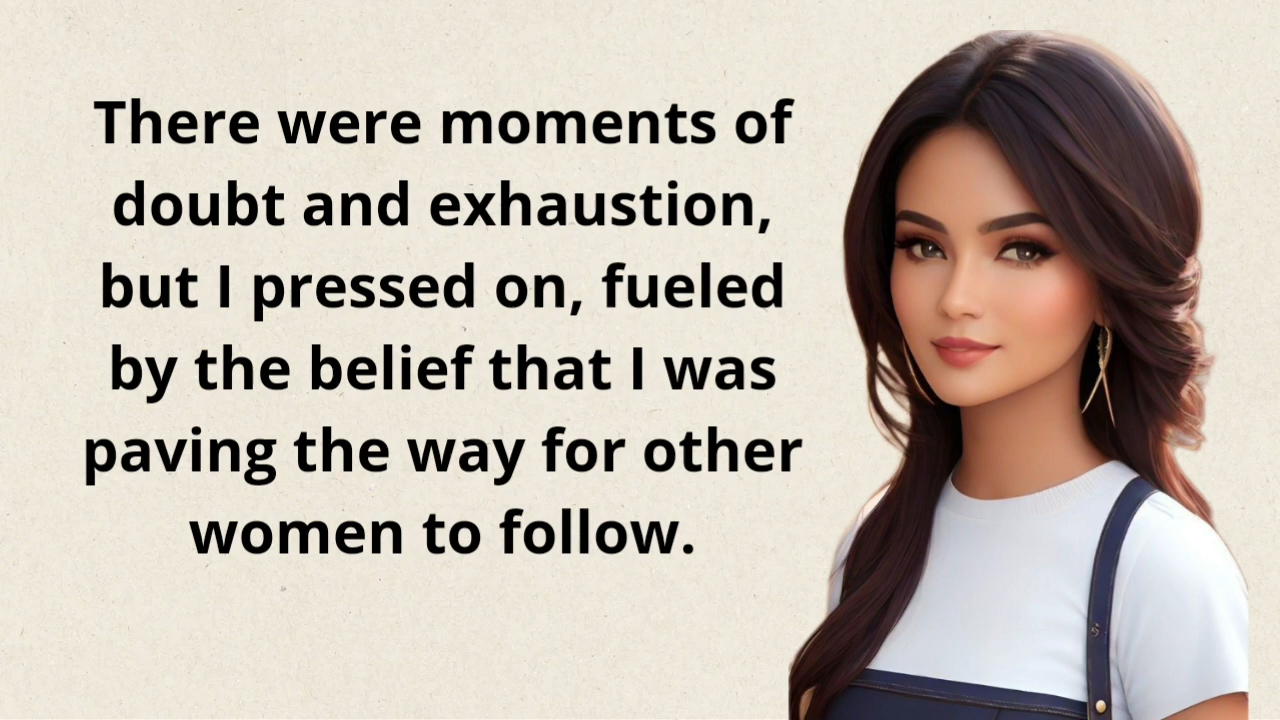 There were moments of
doubt and exhaustion,
but I pressed on, fueled
by the belief that I was
paving the way for other
women to follow.